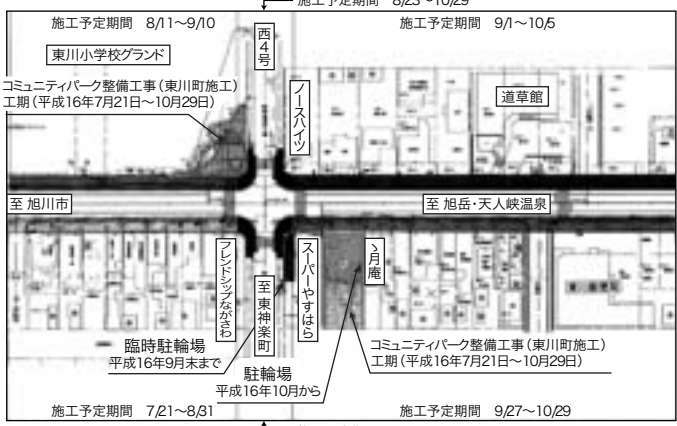 施工予定期間 8/23〜10/29
施工予定期間 8/11〜9/10
施工予定期間 9/1〜10/5
東川小学校グランド
西4号
コミュニティパーク整備工事(東川町施工)
工期(平成16年7月21日〜10月29日)
ノースハイツ
道草館
至 旭川市
至 旭岳・天人峡温泉
フレンドシップながさわ
至 東神楽町
スーパーやすはら
ゝ月庵
臨時駐輪場
平成16年9月末まで
駐輪場
平成16年10月から
コミュニティパーク整備工事(東川町施工)
工期(平成16年7月21日〜10月29日)
施工予定期間 7/21〜8/31
施工予定期間 9/27〜10/29